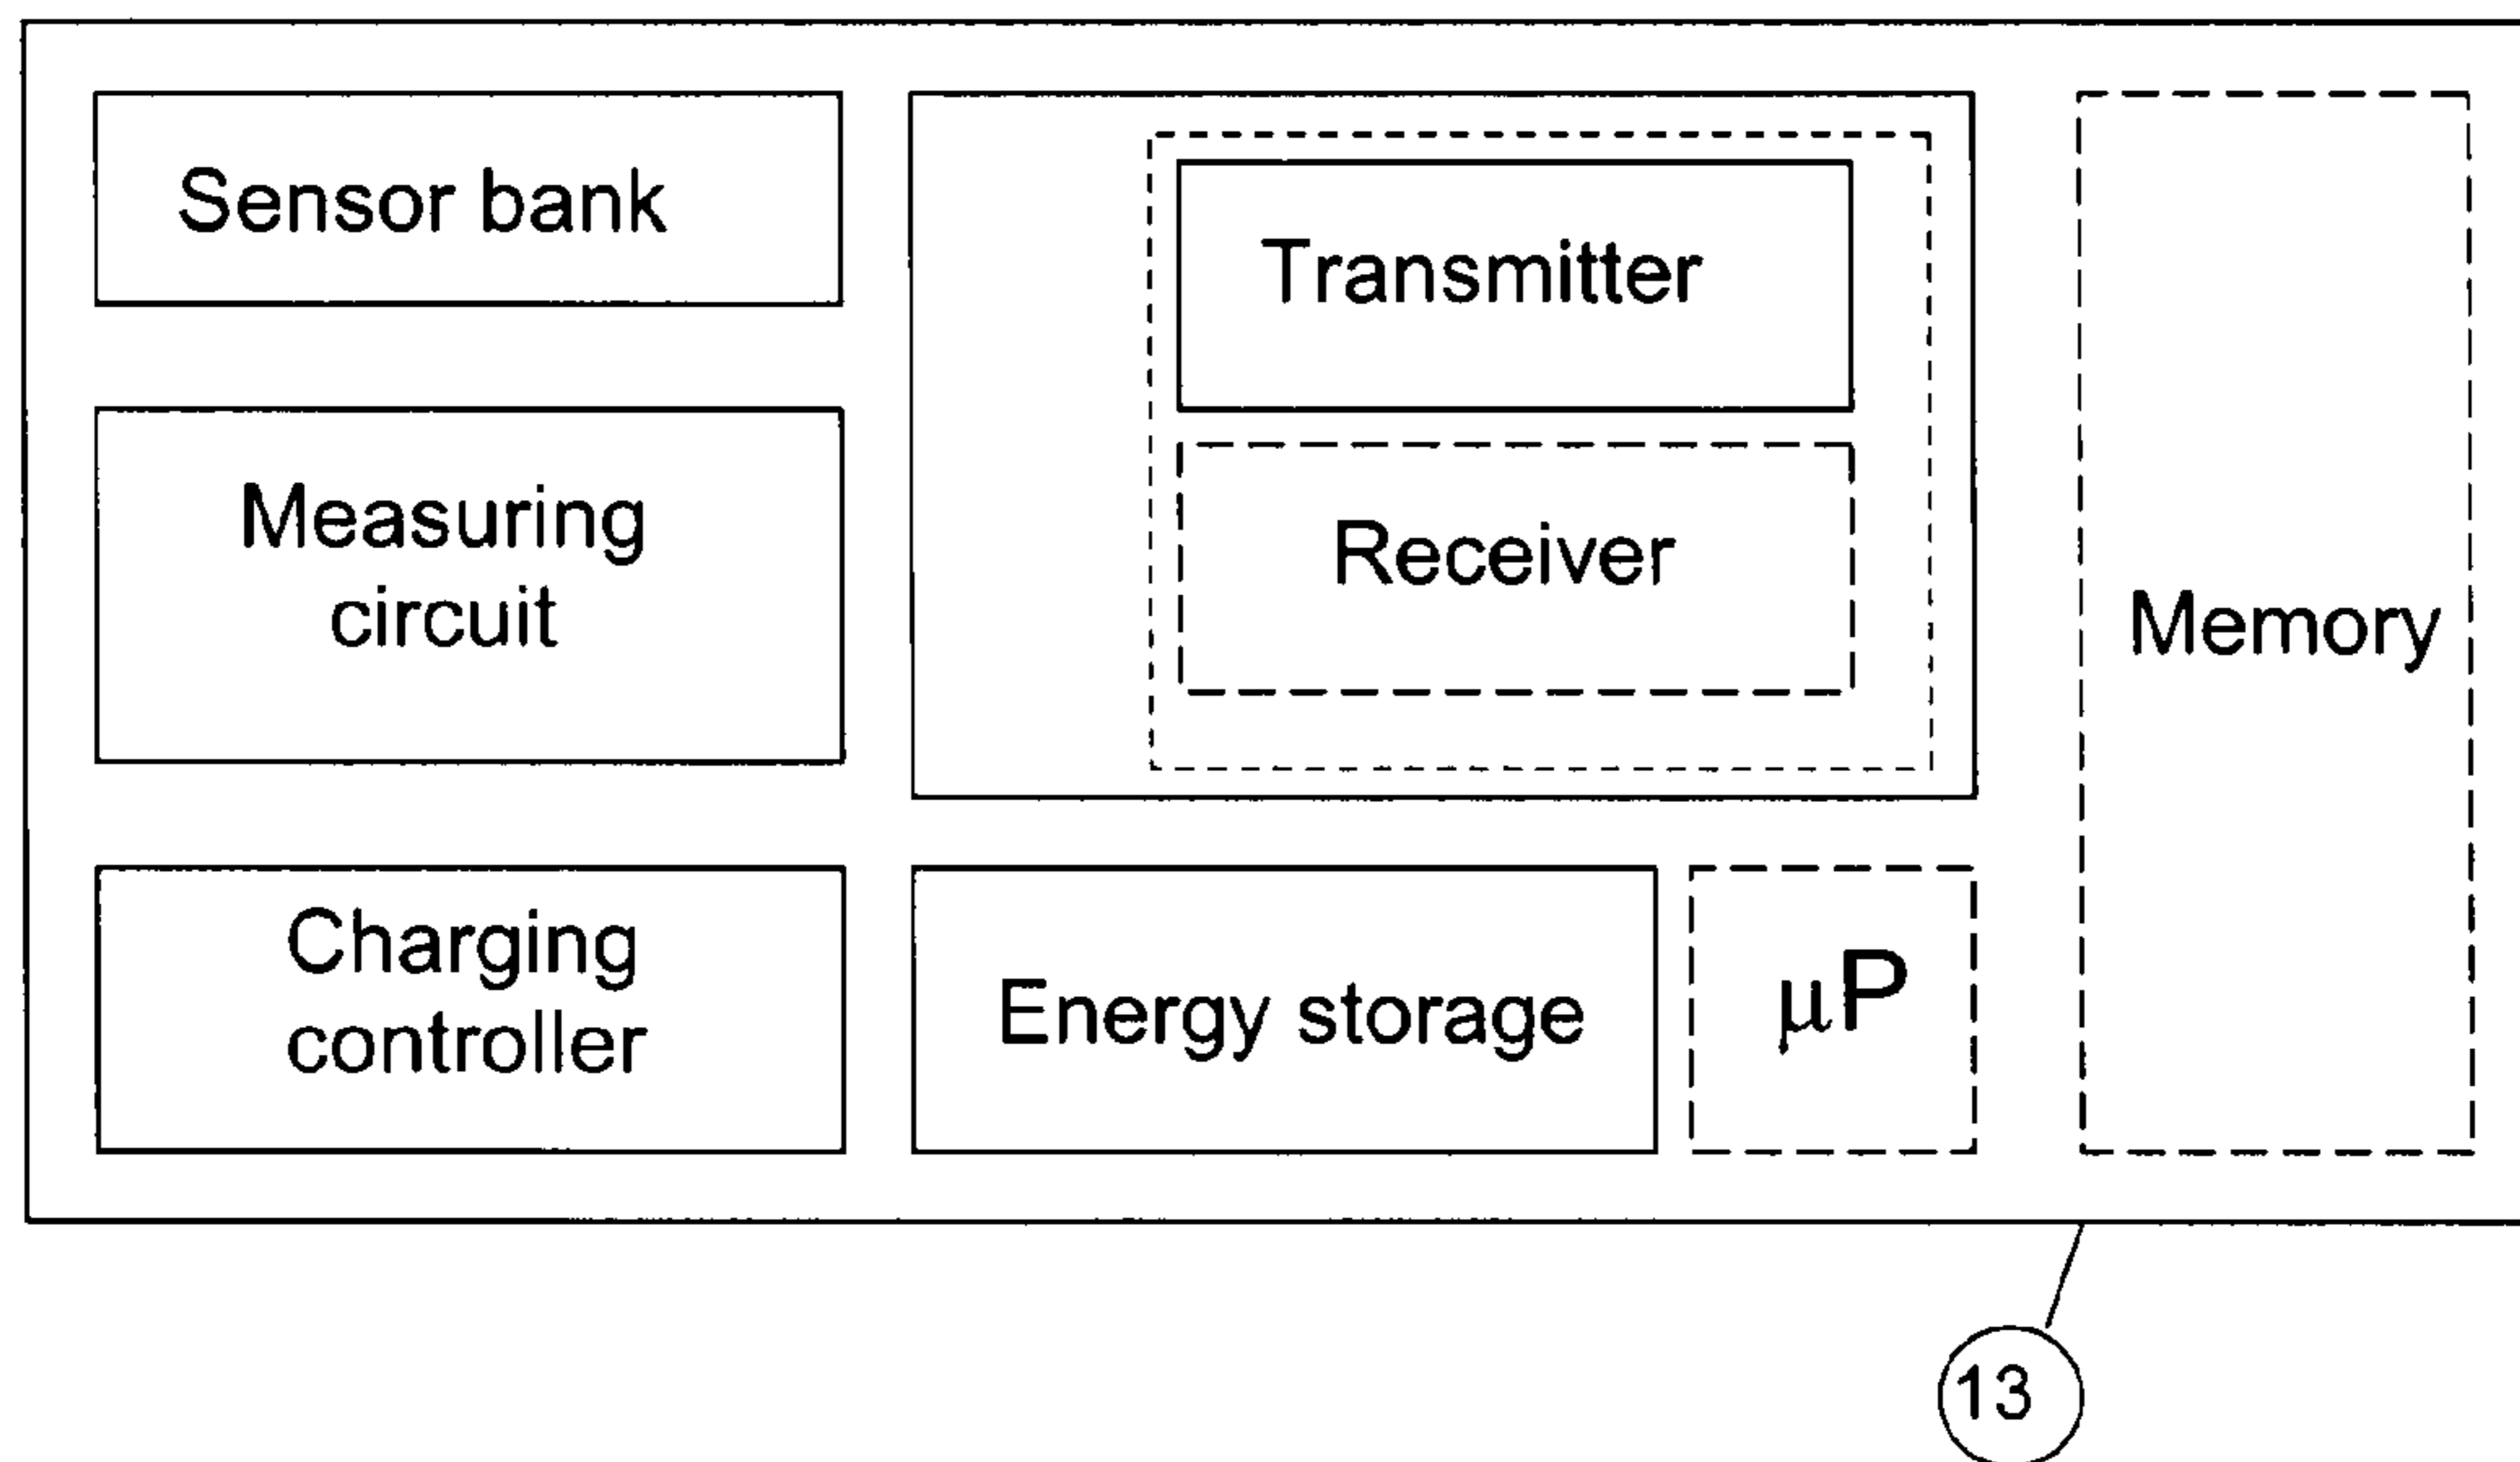 Sensor bank
Measuring
circuit
Charging
controller
Transmitter
Receiver
Energy storage
μP
Memory
13